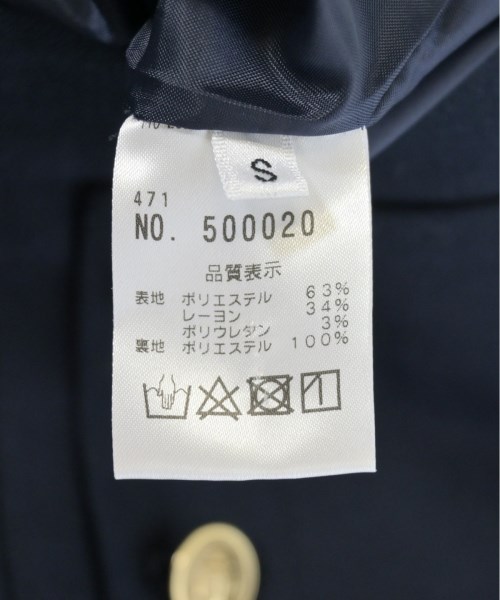 S
471
NO. 500020
品質表示
表地 ポリエステル 63%
レーヨン 34%
ポリウレタン 3%
裏地 ポリエステル 100%